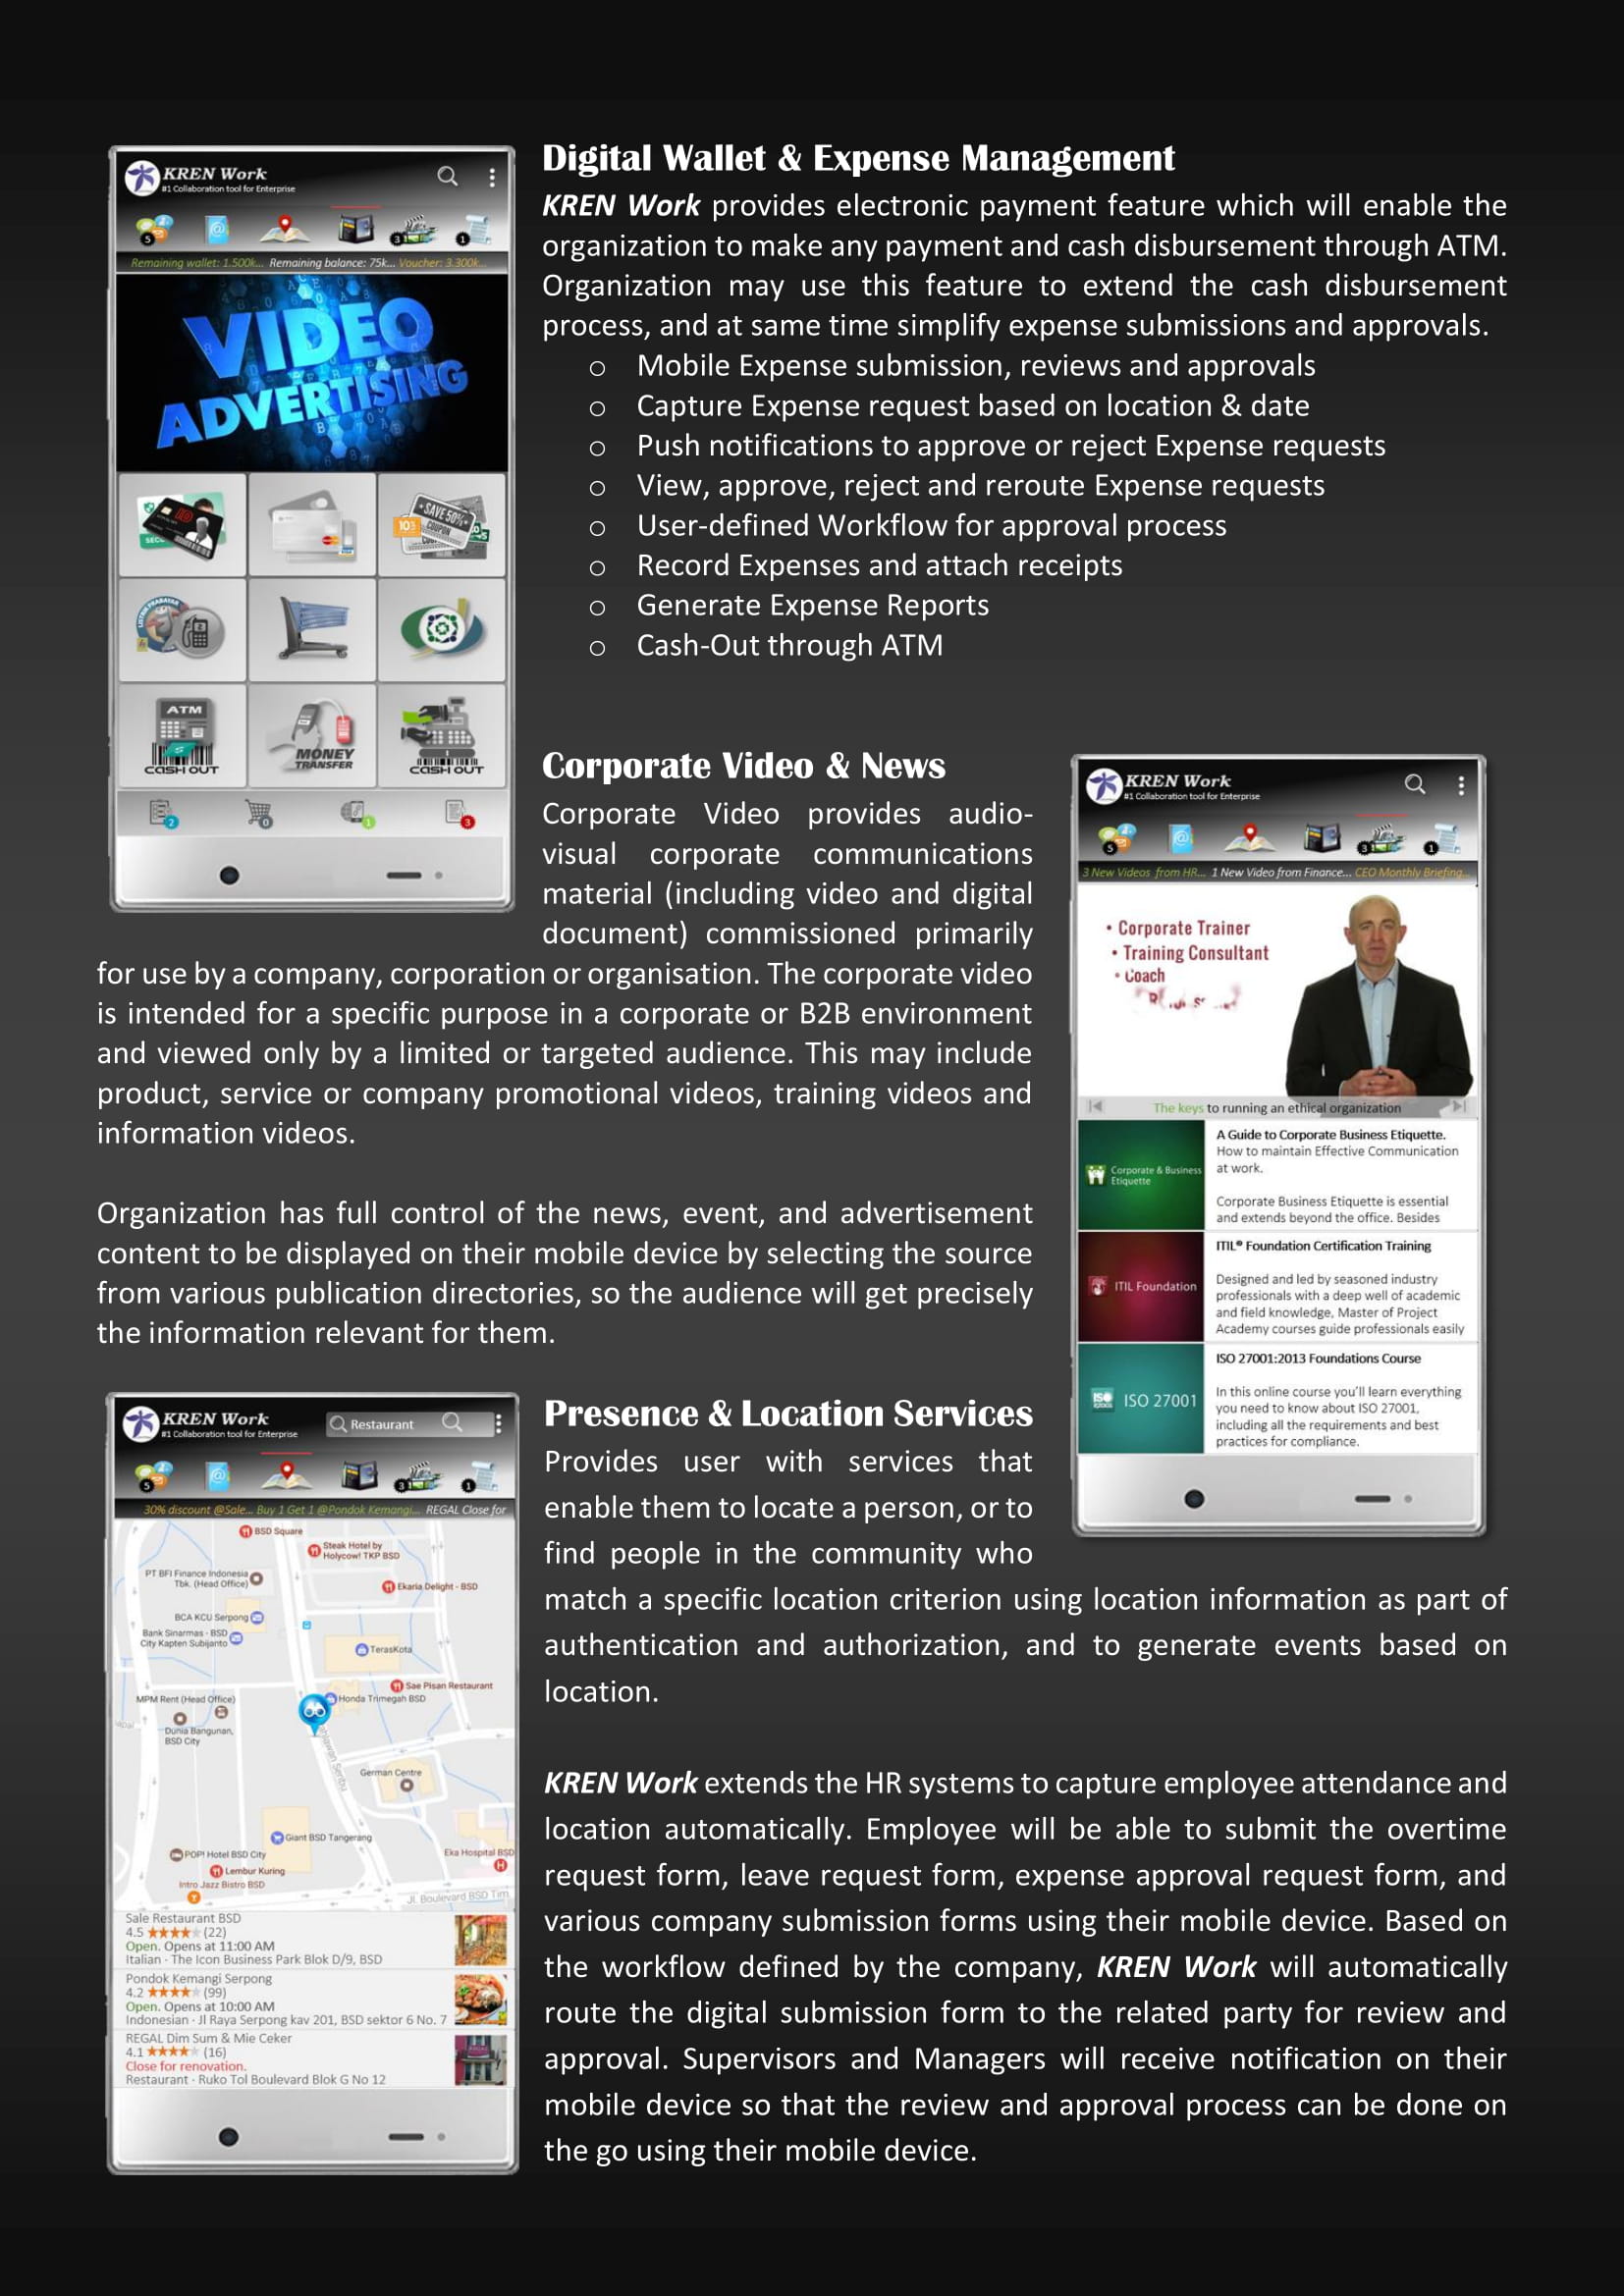 KREN Work
#1 Collaboration tool for Enterprise
5
31
1
Remaining wallet: 1.500k... Remaining balance: 75k... Voucher: 3.300k...
VIDEO
ADVERTISING
SAVE 50%
COUPON
103
ATM
CASH OUT
MONEY
TRANSFER
CASH OUT
2
0
1
3
Digital Wallet & Expense Management
KREN Work provides electronic payment feature which will enable the
organization to make any payment and cash disbursement through ATM.
Organization may use this feature to extend the cash disbursement
process, and at same time simplify expense submissions and approvals.
o Mobile Expense submission, reviews and approvals
o Capture Expense request based on location & date
o Push notifications to approve or reject Expense requests
o View, approve, reject and reroute Expense requests
o User-defined Workflow for approval process
o Record Expenses and attach receipts
o Generate Expense Reports
o Cash-Out through ATM
Corporate Video & News
Corporate Video provides audio-
visual corporate communications
material (including video and digital
document) commissioned primarily
for use by a company, corporation or organisation. The corporate video
is intended for a specific purpose in a corporate or B2B environment
and viewed only by a limited or targeted audience. This may include
product, service or company promotional videos, training videos and
information videos.
Organization has full control of the news, event, and advertisement
content to be displayed on their mobile device by selecting the source
from various publication directories, so the audience will get precisely
the information relevant for them.
KREN Work
#1 Collaboration tool for Enterprise
5
31
1
3 New Videos from HR... 1 New Video from Finance... CEO Monthly Briefing...
• Corporate Trainer
• Training Consultant
• Coach
The keys to running an ethical organization
Corporate & Business
Etiquette
A Guide to Corporate Business Etiquette.
How to maintain Effective Communication
at work.
Corporate Business Etiquette is essential
and extends beyond the office. Besides
ITIL Foundation
ITIL® Foundation Certification Training
Designed and led by seasoned industry
professionals with a deep well of academic
and field knowledge, Master of Project
Academy courses guide professionals easily
ISO 27001
ISO 27001:2013 Foundations Course
In this online course you'll learn everything
you need to know about ISO 27001,
including all the requirements and best
practices for compliance.
KREN Work
#1 Collaboration tool for Enterprise
Restaurant
5
31
1
30% discount @Sale... Buy 1 Get 1 @Pondok Kemangi... REGAL Close for
BSD Square
Steak Hotel by
Holycow! TKP BSD
PT BFI Finance Indonesia
Tbk. (Head Office)
Ekaria Delight - BSD
BCA KCU Serpong
Bank Sinarmas - BSD
City Kapten Subijanto
TerasKota
Sae Pisan Restaurant
MPM Rent (Head Office)
Honda Trimegah BSD
Dunia Bangunan,
BSD City
German Centre
Giant BSD Tangerang
POP! Hotel BSD City
Eka Hospital BSD
Lembur Kuring
Intro Jazz Bistro BSD
Jl. Boulevard BSD Tim
Sale Restaurant BSD
4.5 ★★★★★ (22)
Open. Opens at 11:00 AM
Italian · The Icon Business Park Blok D/9, BSD
Pondok Kemangi Serpong
4.2 ★★★★★ (99)
Open. Opens at 10:00 AM
Indonesian · Jl Raya Serpong kav 201, BSD sektor 6 No. 7
REGAL Dim Sum & Mie Ceker
4.1 ★★★★★ (16)
Close for renovation.
Restaurant · Ruko Tol Boulevard Blok G No 12
Presence & Location Services
Provides user with services that
enable them to locate a person, or to
find people in the community who
match a specific location criterion using location information as part of
authentication and authorization, and to generate events based on
location.
KREN Work extends the HR systems to capture employee attendance and
location automatically. Employee will be able to submit the overtime
request form, leave request form, expense approval request form, and
various company submission forms using their mobile device. Based on
the workflow defined by the company, KREN Work will automatically
route the digital submission form to the related party for review and
approval. Supervisors and Managers will receive notification on their
mobile device so that the review and approval process can be done on
the go using their mobile device.